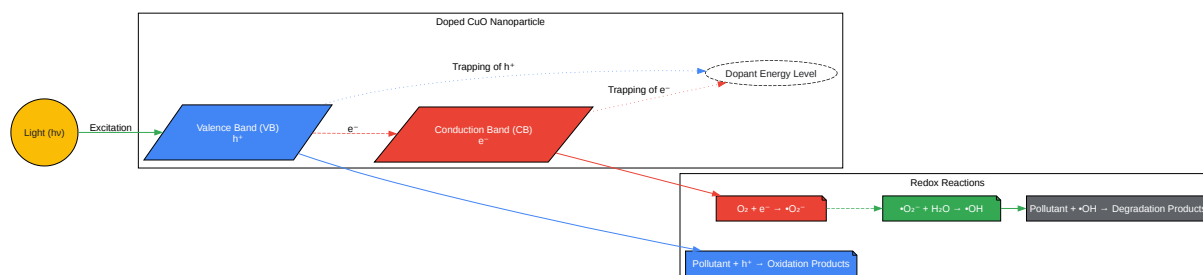 Doped CuO Nanoparticle
Trapping of h⁺
Dopant Energy Level
Trapping of e⁻
Light (hν)
Excitation
Valence Band (VB)
h⁺
e⁻
Conduction Band (CB)
e⁻
Redox Reactions
O₂ + e⁻ → •O₂⁻
•O₂⁻ + H₂O → •OH
Pollutant + •OH → Degradation Products
Pollutant + h⁺ → Oxidation Products